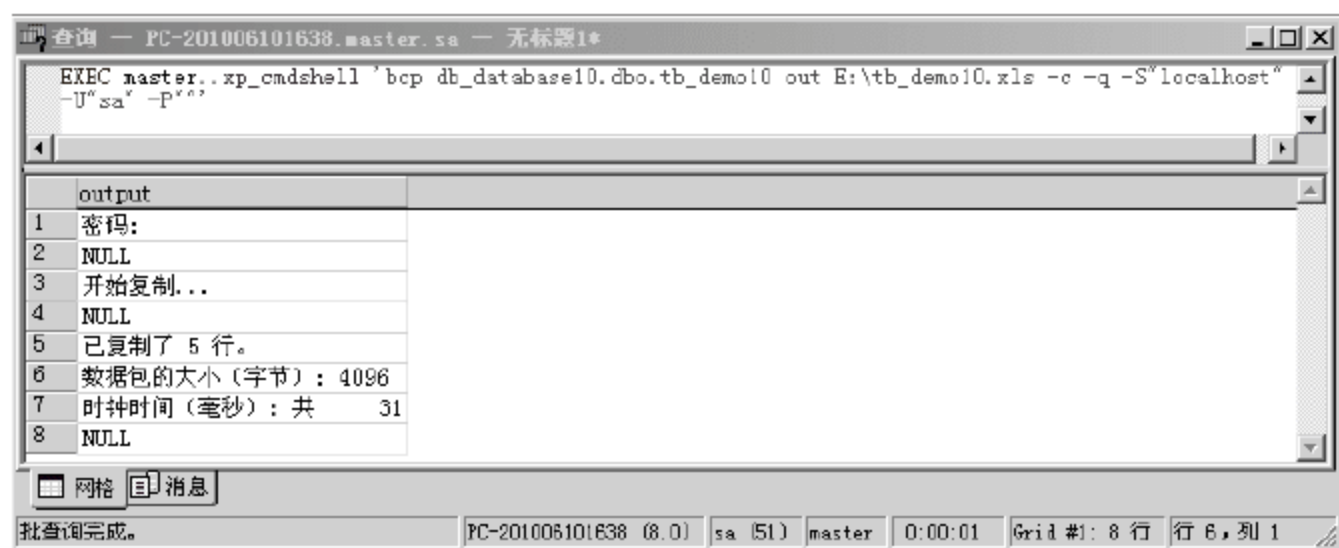 查询 — PC-201006101638.master.sa — 无标题1*
EXEC master..xp_cmdshell 'bcp db_database10.dbo.tb_demo10 out E:\tb_demo10.xls -c -q -S"localhost"
-U"sa" -P""'
output
1 密码:
2 NULL
3 开始复制...
4 NULL
5 已复制了 5 行。
6 数据包的大小（字节）: 4096
7 时钟时间（毫秒）: 共 31
8 NULL
网格 消息
批查询完成。 PC-201006101638 (8.0) sa (51) master 0:00:01 Grid #1: 8 行 行 6, 列 1